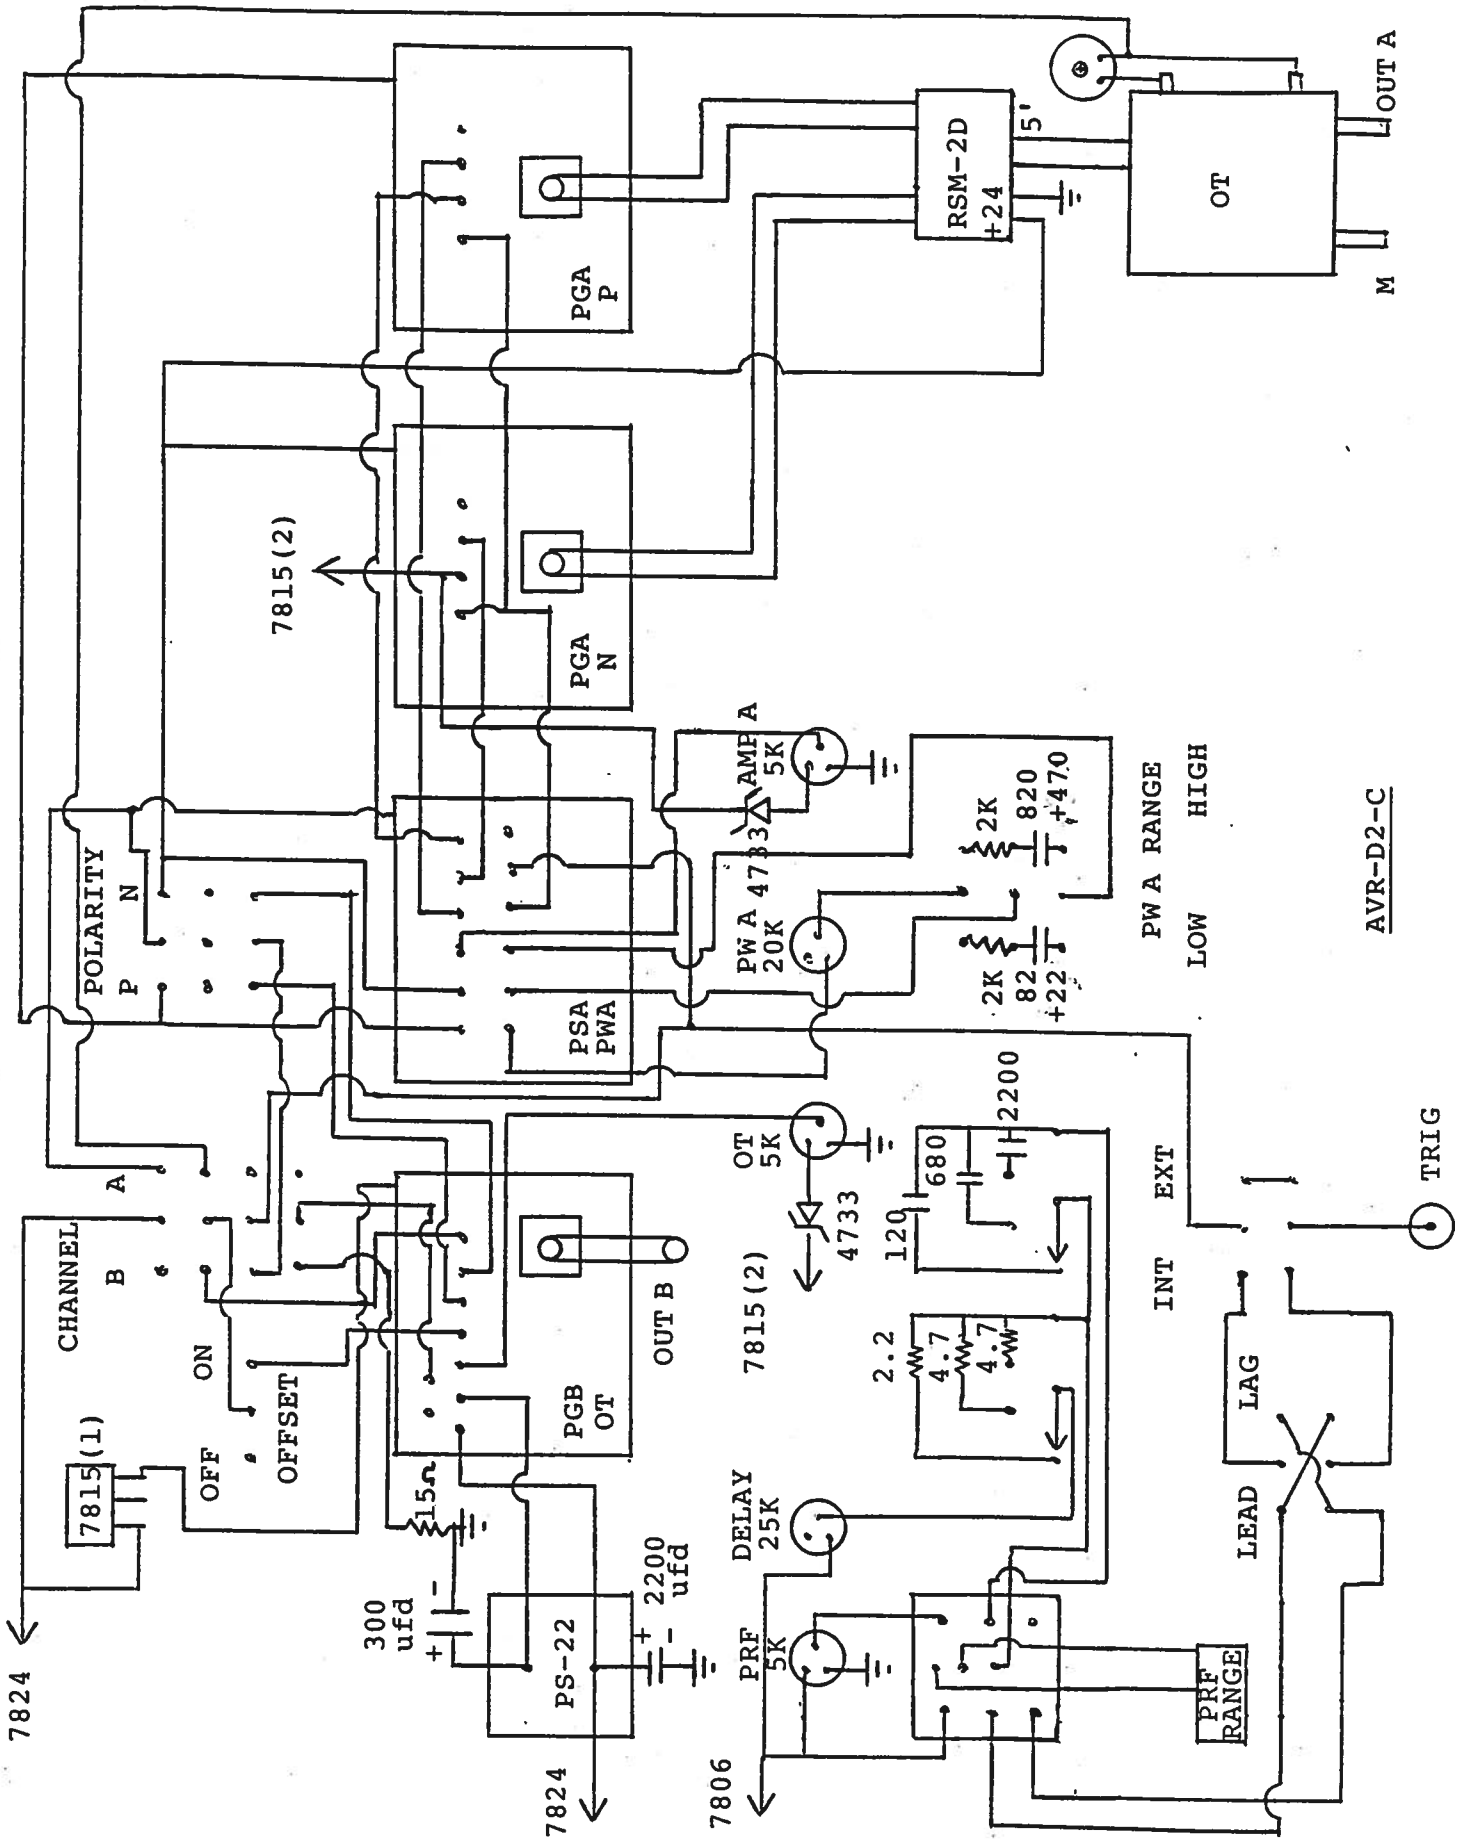 7824
7815(1)
CHANNEL
B
A
POLARITY
P
N
OFF
ON
OFFSET
7815(2)
300
ufd
+
-
15Ω
PGB
OT
PSA
PWA
PGA
N
PGA
P
PS-22
+
-
2200
ufd
7824
OUT B
RSM-2D
+24
5'
+
OT
M
OUT A
PRF
5K
DELAY
25K
7815(2)
4733
OT
5K
PW A
20K
4733
AMP A
5K
7806
2.2
4.7
4.7
120
680
2200
2K
82
+22
2K
820
+470
PW A RANGE
LOW
HIGH
PRF
RANGE
LEAD
LAG
INT
EXT
TRIG
AVR-D2-C